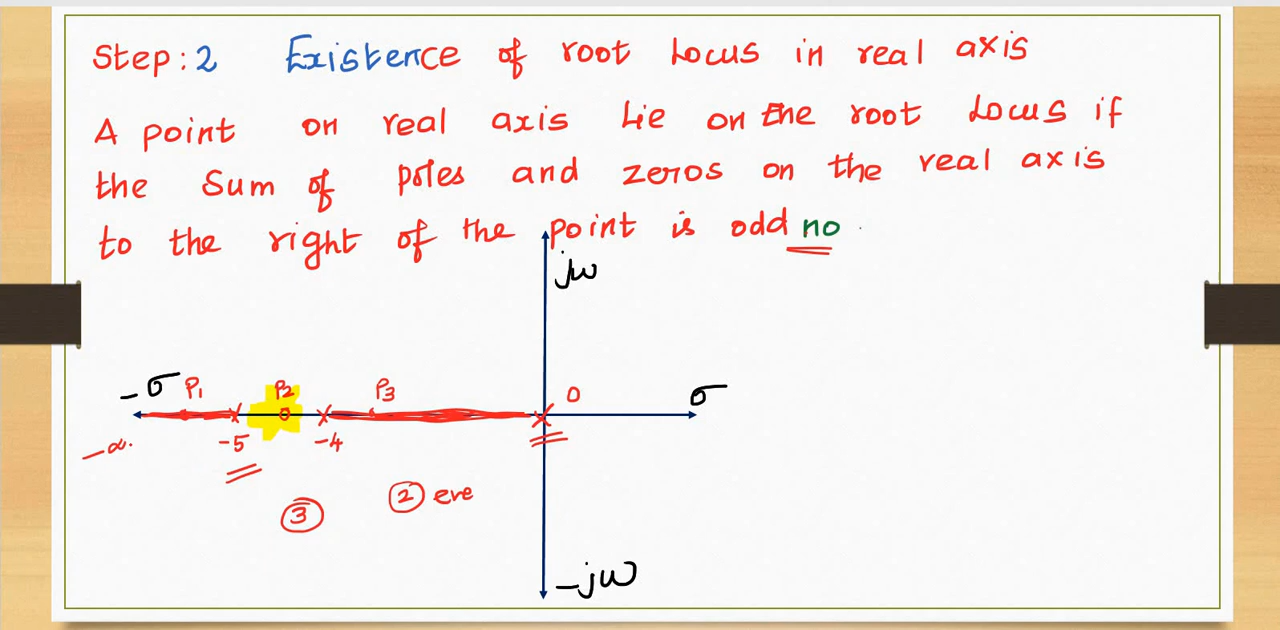 Step: 2 Existence of root Locus in real axis
A point on real axis lie on the root Locus if
the Sum of poles and zeros on the real axis
to the right of the point is odd no
jω
-σ P1 P2 P3 0 σ
-∞ -5 -4
3 2 eve
-jω